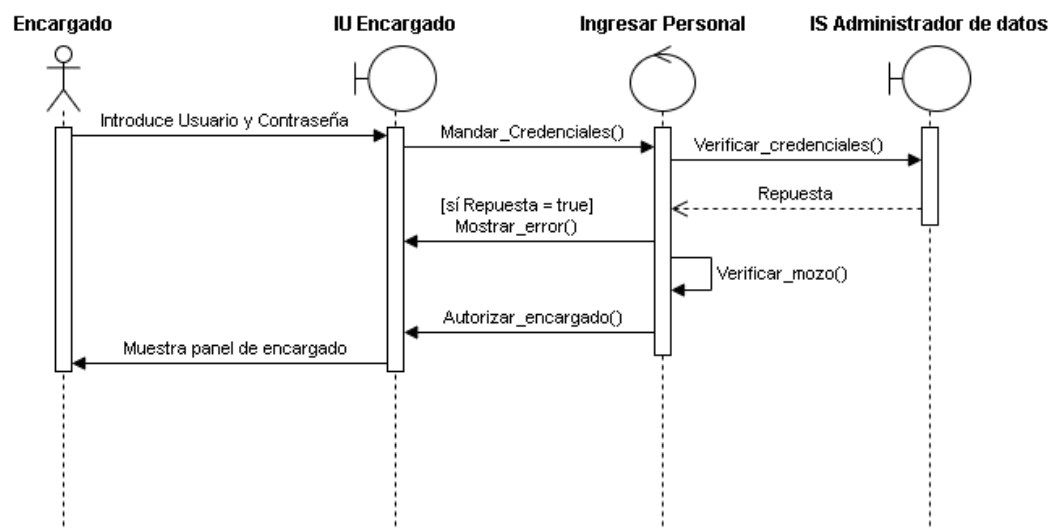 Encargado
IU Encargado
Ingresar Personal
IS Administrador de datos
Introduce Usuario y Contraseña
Mandar_Credenciales()
Verificar_credenciales()
Repuesta
[sí Repuesta = true]
Mostrar_error()
Verificar_mozo()
Autorizar_encargado()
Muestra panel de encargado